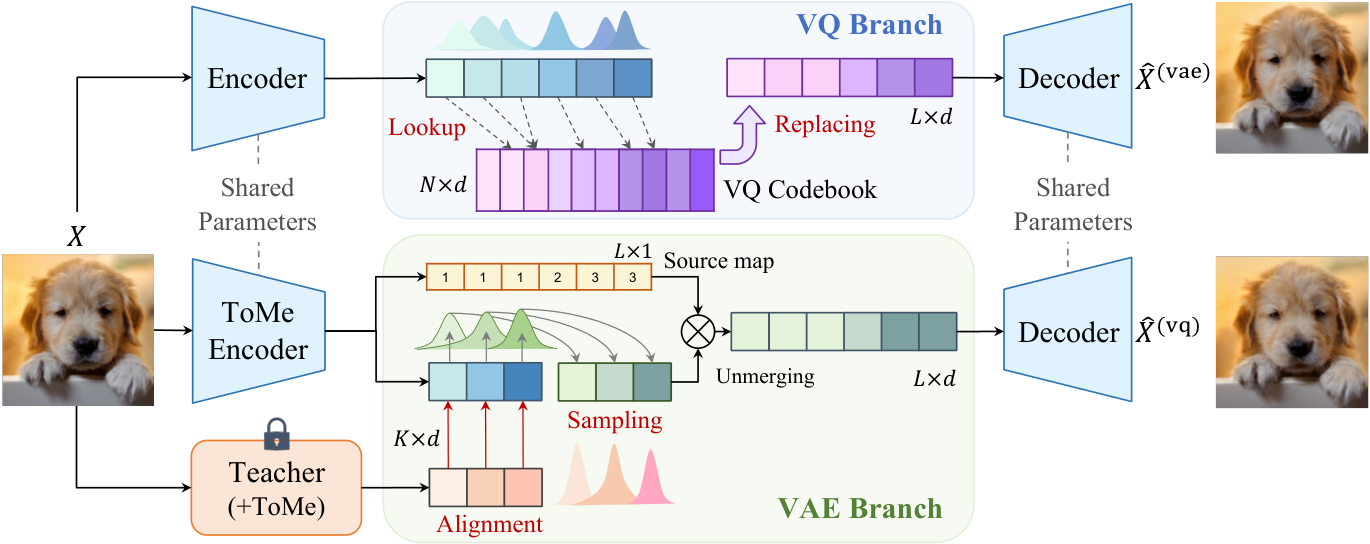 VQ Branch
Encoder
Lookup
N×d
VQ Codebook
Replacing
L×d
Decoder
X̂^(vae)
Shared
Parameters
Shared
Parameters
X
ToMe
Encoder
L×1
1 1 1 2 3 3
Source map
Unmerging
L×d
Decoder
X̂^(vq)
Sampling
K×d
Teacher
(+ToMe)
Alignment
VAE Branch